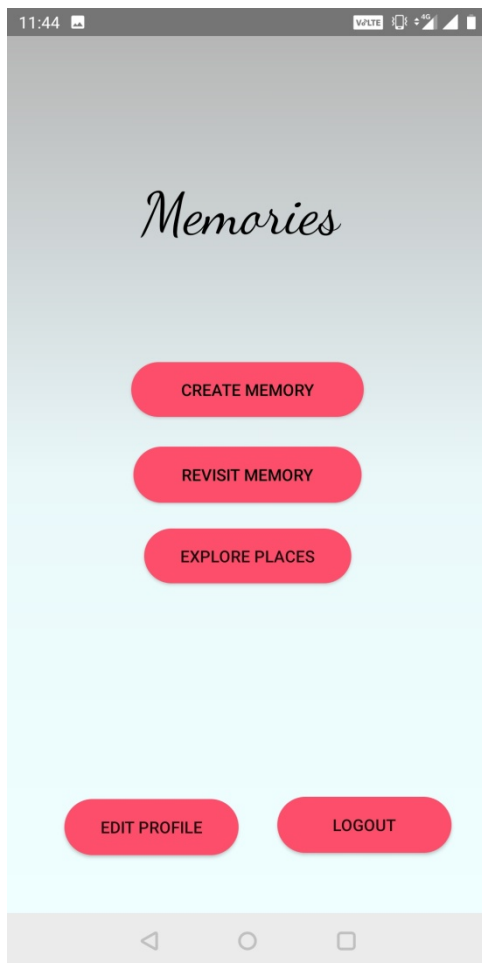 11:44 VoLTE 4G
Memories
CREATE MEMORY
REVISIT MEMORY
EXPLORE PLACES
EDIT PROFILE LOGOUT